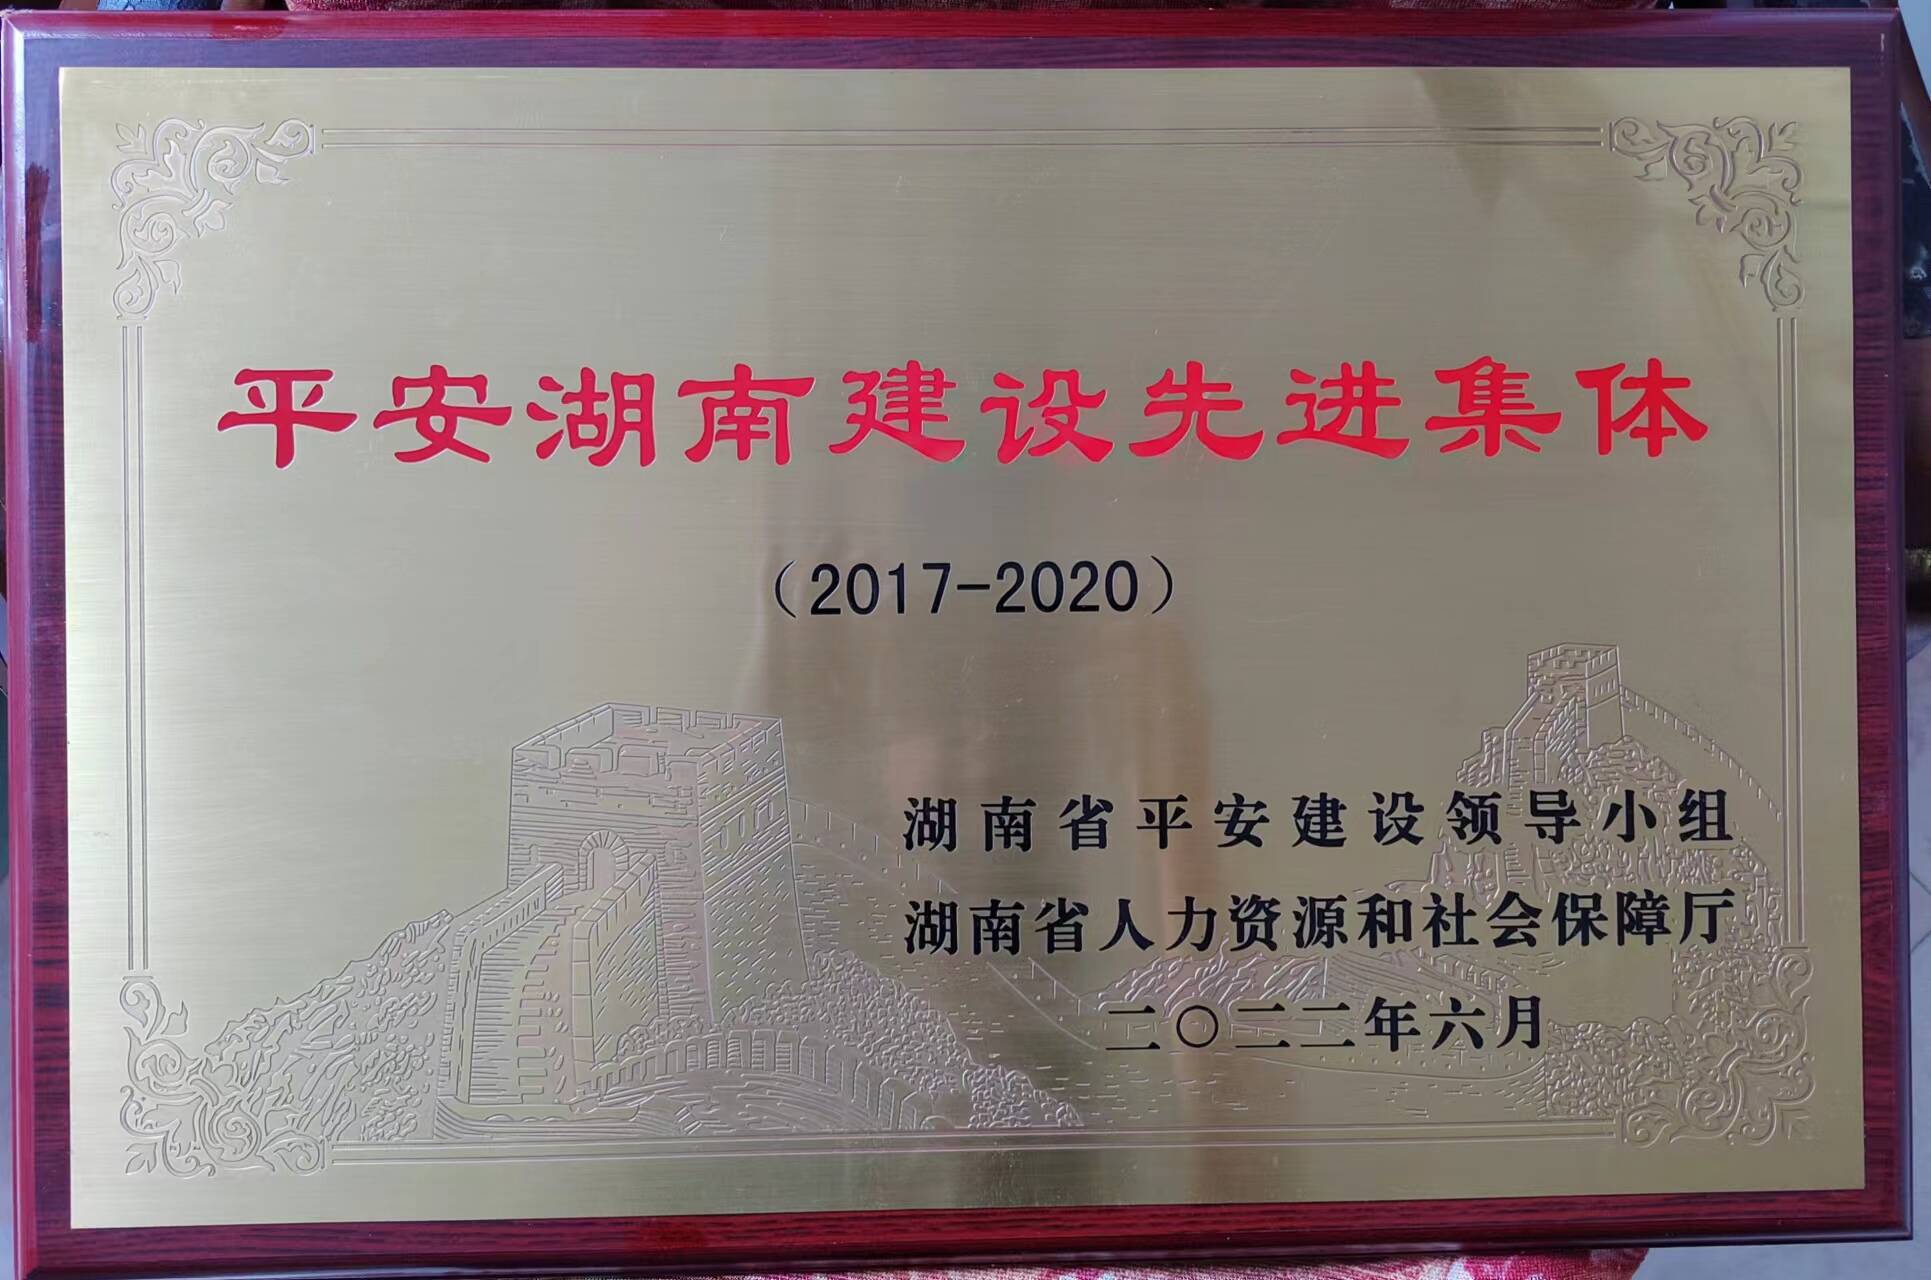 平安湖南建设先进集体
（2017-2020）
湖南省平安建设领导小组
湖南省人力资源和社会保障厅
二〇二二年六月